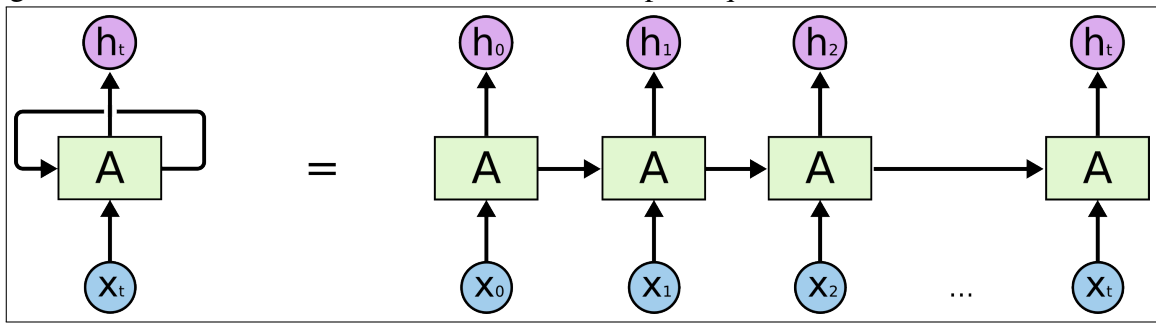 hₜ h₀ h₁ h₂ hₜ
A = A A A A
xₜ x₀ x₁ x₂ ... xₜ